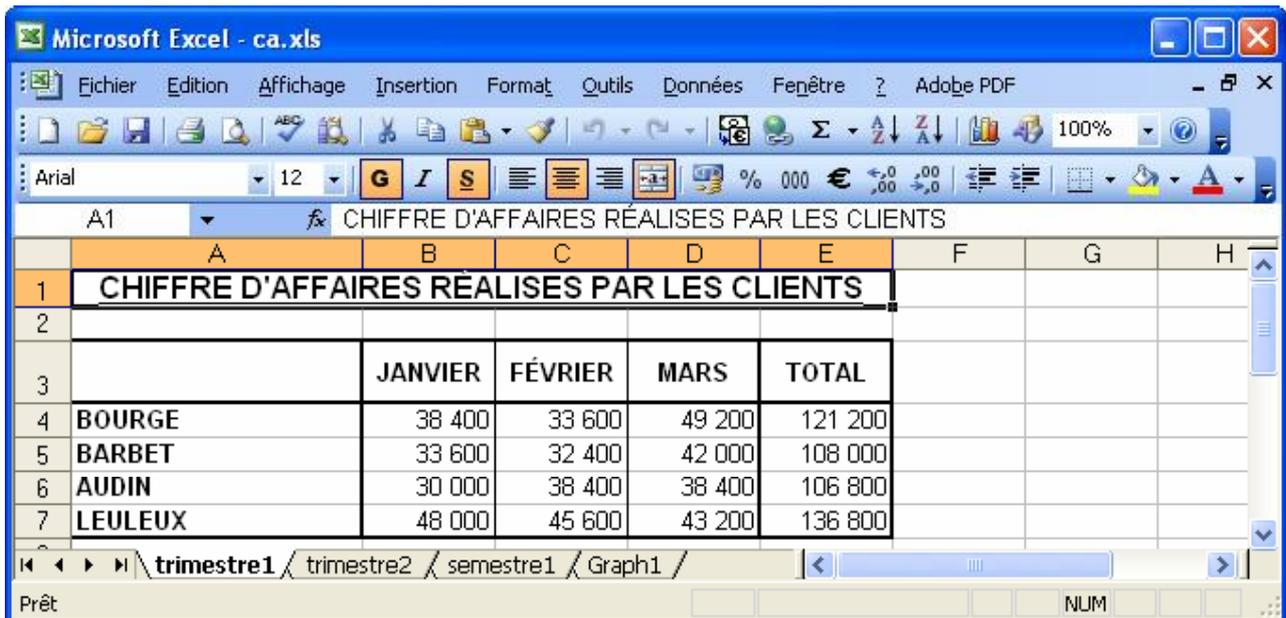 Microsoft Excel - ca.xls
Fichier Edition Affichage Insertion Format Outils Données Fenêtre ? Adobe PDF
ABC Σ A Z Z A 100% ?
Arial 12 G I S a % 000 € ,00 ,00 A
A1 fx CHIFFRE D'AFFAIRES RÉALISES PAR LES CLIENTS
A B C D E F G H
1 CHIFFRE D'AFFAIRES RÉALISES PAR LES CLIENTS
2
3 JANVIER FÉVRIER MARS TOTAL
4 BOURGE 38 400 33 600 49 200 121 200
5 BARBET 33 600 32 400 42 000 108 000
6 AUDIN 30 000 38 400 38 400 106 800
7 LEULEUX 48 000 45 600 43 200 136 800
trimestre1 trimestre2 semestre1 Graph1
Prêt NUM